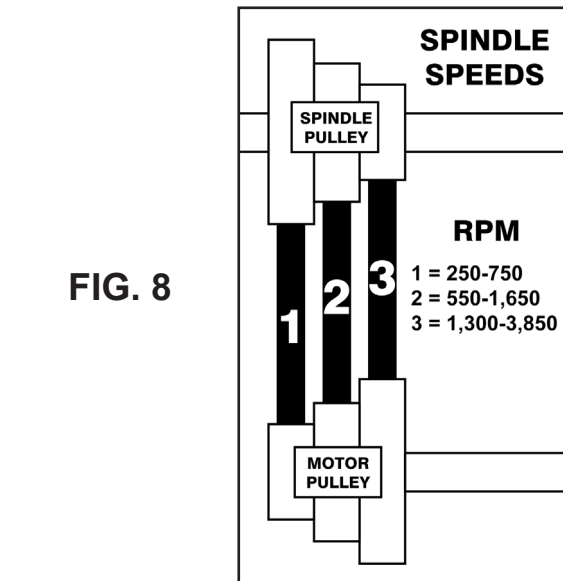 SPINDLE
SPEEDS
SPINDLE
PULLEY
FIG. 8
RPM
1 = 250-750
2 = 550-1,650
3 = 1,300-3,850
1
2
3
MOTOR
PULLEY